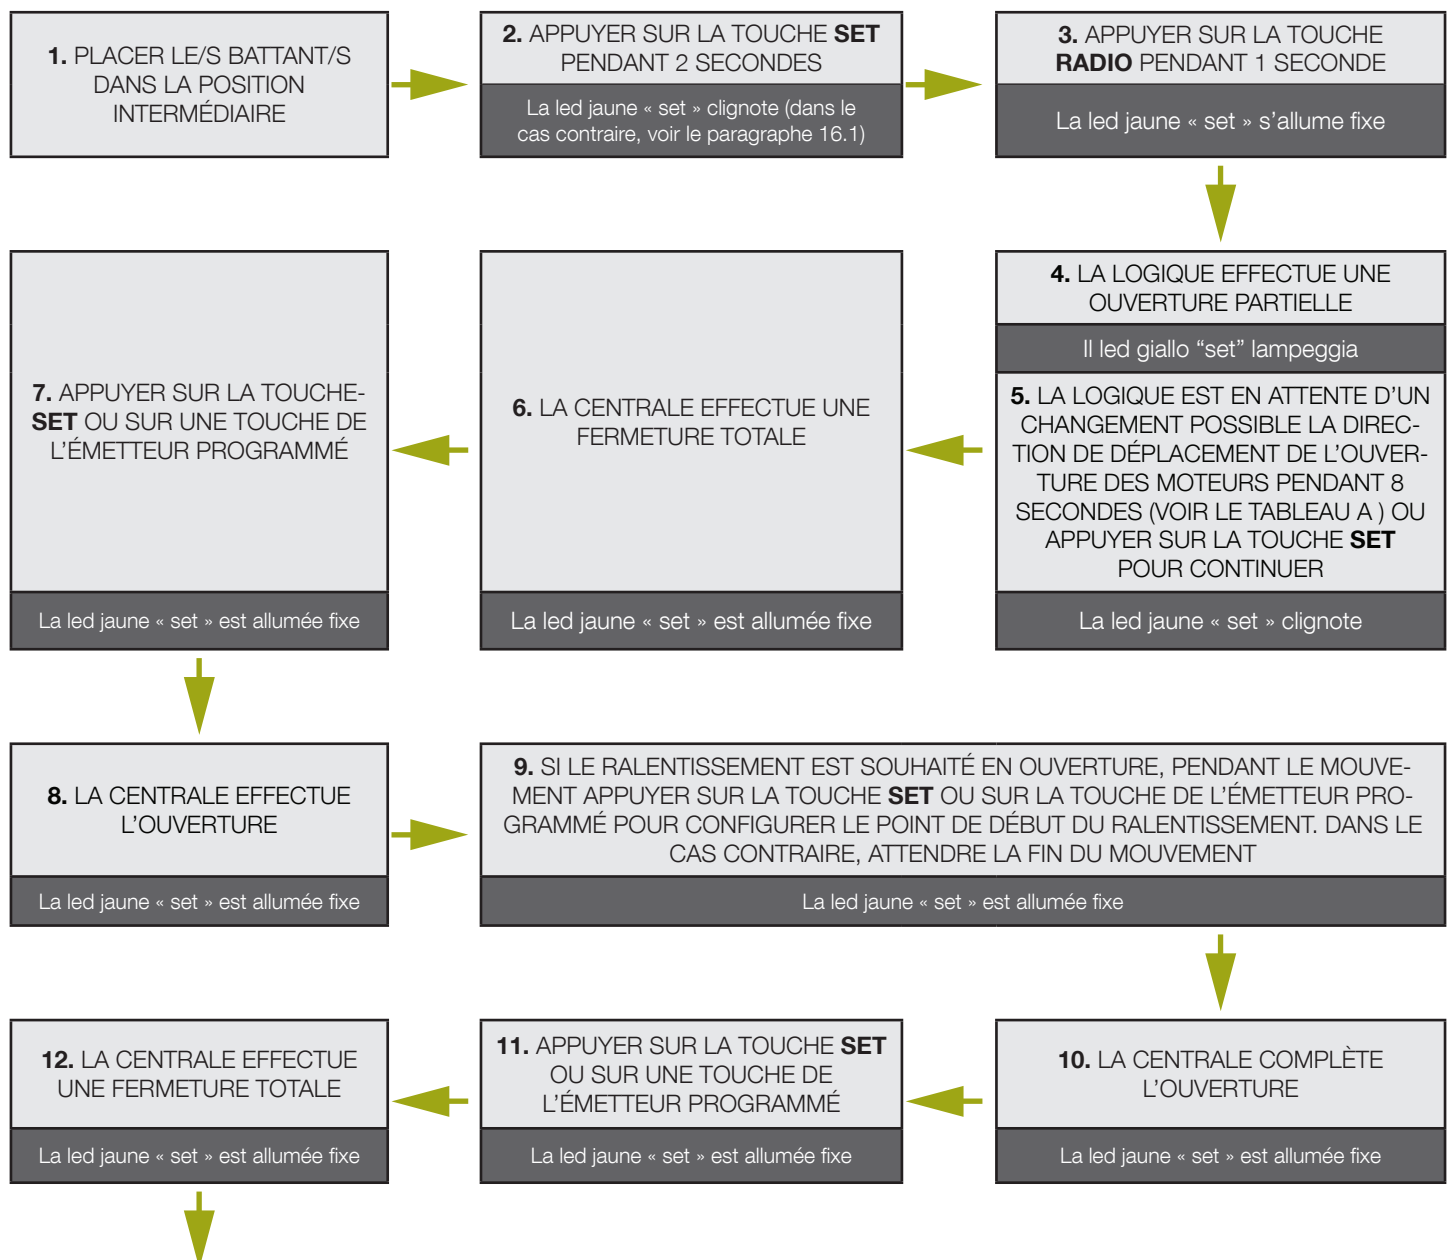 1. PLACER LE/S BATTANT/S
DANS LA POSITION
INTERMÉDIAIRE
2. APPUYER SUR LA TOUCHE SET
PENDANT 2 SECONDES
La led jaune « set » clignote (dans le
cas contraire, voir le paragraphe 16.1)
3. APPUYER SUR LA TOUCHE
RADIO PENDANT 1 SECONDE
La led jaune « set » s’allume fixe
4. LA LOGIQUE EFFECTUE UNE
OUVERTURE PARTIELLE
Il led giallo “set” lampeggia
5. LA LOGIQUE EST EN ATTENTE D’UN
CHANGEMENT POSSIBLE LA DIREC-
TION DE DÉPLACEMENT DE L’OUVER-
TURE DES MOTEURS PENDANT 8
SECONDES (VOIR LE TABLEAU A ) OU
APPUYER SUR LA TOUCHE SET
POUR CONTINUER
La led jaune « set » clignote
6. LA CENTRALE EFFECTUE UNE
FERMETURE TOTALE
La led jaune « set » est allumée fixe
7. APPUYER SUR LA TOUCHE-
SET OU SUR UNE TOUCHE DE
L’ÉMETTEUR PROGRAMMÉ
La led jaune « set » est allumée fixe
8. LA CENTRALE EFFECTUE
L’OUVERTURE
La led jaune « set » est allumée fixe
9. SI LE RALENTISSEMENT EST SOUHAITÉ EN OUVERTURE, PENDANT LE MOUVE-
MENT APPUYER SUR LA TOUCHE SET OU SUR LA TOUCHE DE L’ÉMETTEUR PRO-
GRAMMÉ POUR CONFIGURER LE POINT DE DÉBUT DU RALENTISSEMENT. DANS LE
CAS CONTRAIRE, ATTENDRE LA FIN DU MOUVEMENT
La led jaune « set » est allumée fixe
10. LA CENTRALE COMPLÈTE
L’OUVERTURE
La led jaune « set » est allumée fixe
11. APPUYER SUR LA TOUCHE SET
OU SUR UNE TOUCHE DE
L’ÉMETTEUR PROGRAMMÉ
La led jaune « set » est allumée fixe
12. LA CENTRALE EFFECTUE
UNE FERMETURE TOTALE
La led jaune « set » est allumée fixe